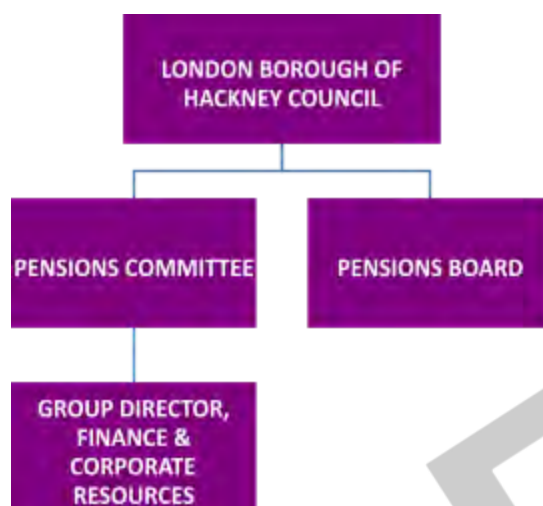 LONDON BOROUGH OF
HACKNEY COUNCIL
PENSIONS COMMITTEE
PENSIONS BOARD
GROUP DIRECTOR,
FINANCE &
CORPORATE
RESOURCES